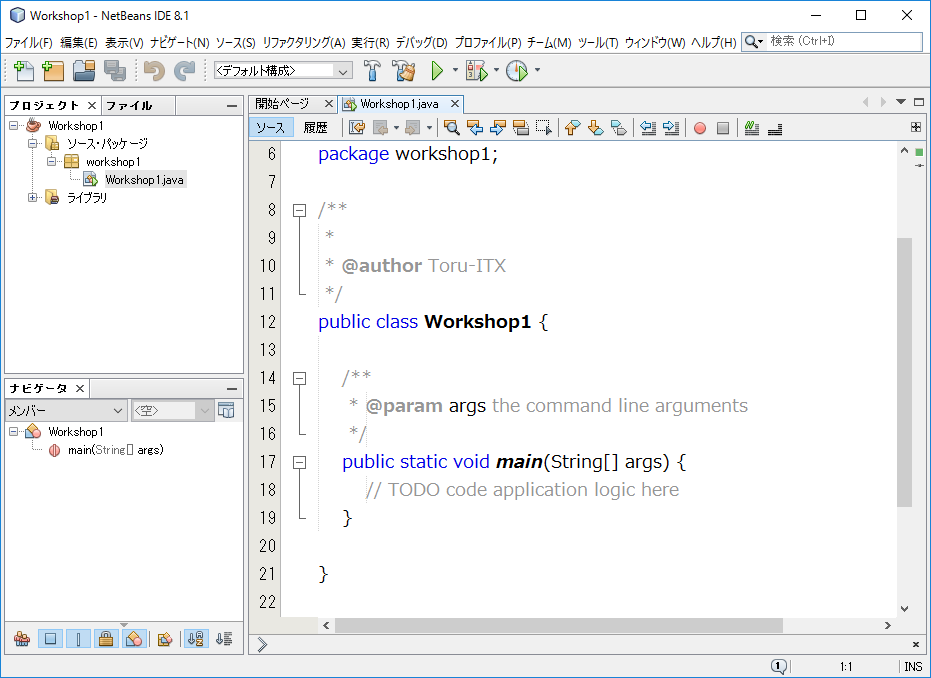 Workshop1 - NetBeans IDE 8.1
ファイル(F) 編集(E) 表示(V) ナビゲート(N) ソース(S) リファクタリング(A) 実行(R) デバッグ(D) プロファイル(P) チーム(M) ツール(T) ウィンドウ(W) ヘルプ(H) 検索 (Ctrl+I)
<デフォルト構成>
プロジェクト ファイル
Workshop1
ソース・パッケージ
workshop1
Workshop1.java
ライブラリ
ナビゲータ
メンバー <空>
Workshop1
main(String[] args)
開始ページ Workshop1.java
ソース 履歴
6 package workshop1;
7
8 /**
9 *
10 * @author Toru-ITX
11 */
12 public class Workshop1 {
13
14 /**
15 * @param args the command line arguments
16 */
17 public static void main(String[] args) {
18 // TODO code application logic here
19 }
20
21 }
22
1 1:1 INS